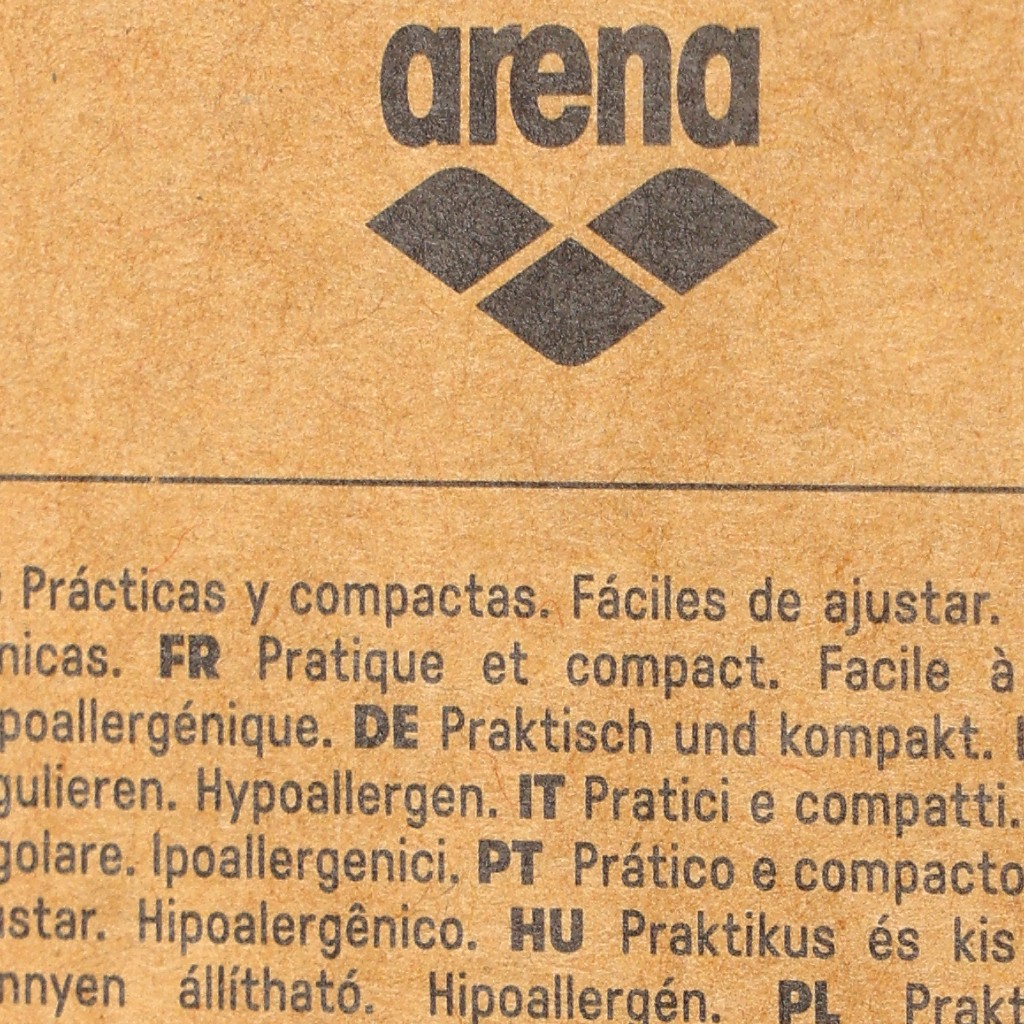 arena
Prácticas y compactas. Fáciles de ajustar.
nicas. FR Pratique et compact. Facile à
poallergénique. DE Praktisch und kompakt.
gulieren. Hypoallergen. IT Pratici e compatti.
golare. Ipoallergenici. PT Prático e compacto
ustar. Hipoalergênico. HU Praktikus és kis
nnyen állítható. Hipoallergén. PL Prakt